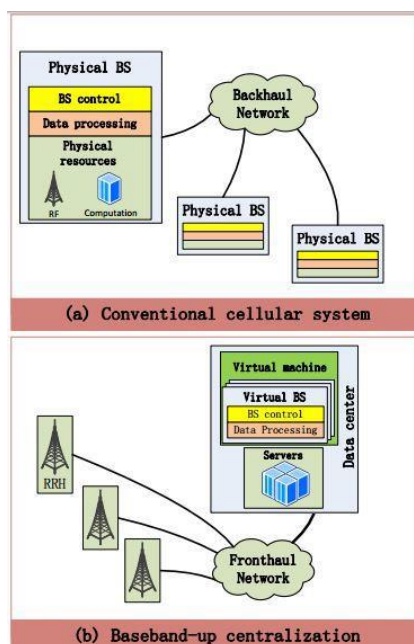 Physical BS
BS control
Data processing
Physical
resources
RF
Computation
Backhaul
Network
Physical BS
Physical BS
(a) Conventional cellular system
Virtual machine
Virtual BS
BS control
Data Processing
Servers
Data center
RRH
Fronthaul
Network
(b) Baseband-up centralization